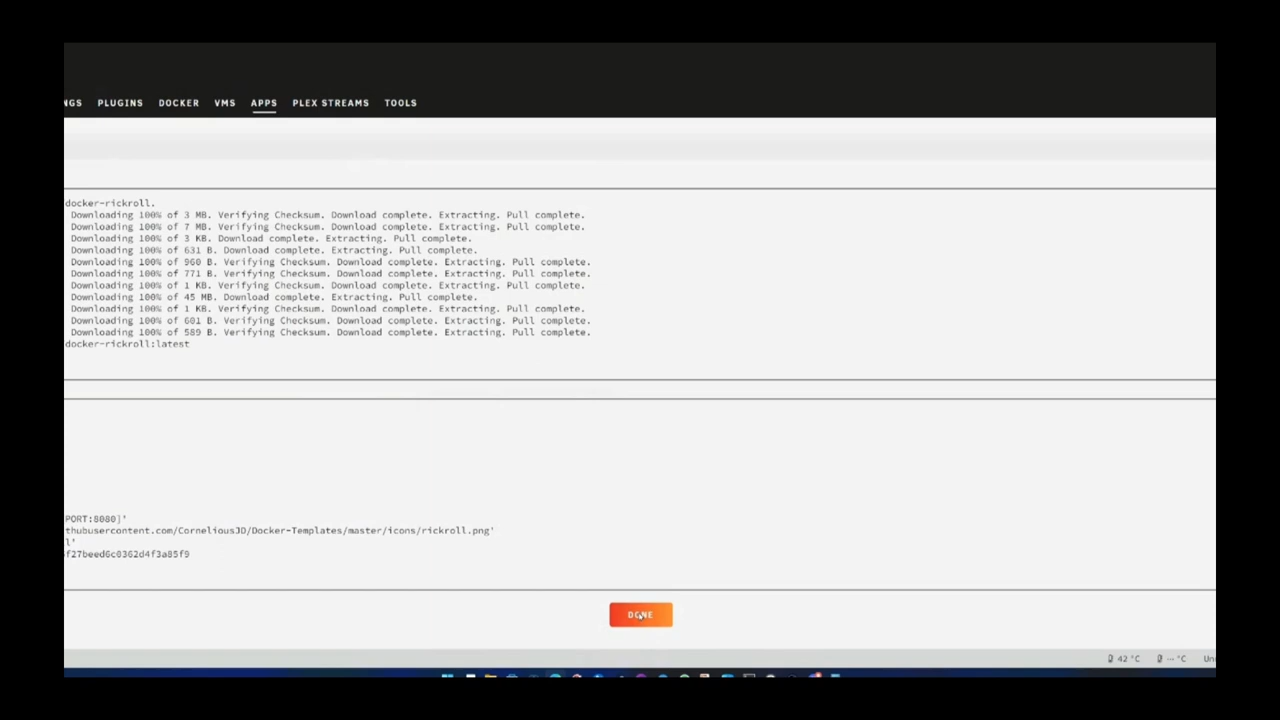 NGS PLUGINS DOCKER VMS APPS PLEX STREAMS TOOLS
docker-rickroll.
Downloading 100% of 3 MB. Verifying Checksum. Download complete. Extracting. Pull complete.
Downloading 100% of 7 MB. Verifying Checksum. Download complete. Extracting. Pull complete.
Downloading 100% of 3 KB. Download complete. Extracting. Pull complete.
Downloading 100% of 631 B. Download complete. Extracting. Pull complete.
Downloading 100% of 960 B. Verifying Checksum. Download complete. Extracting. Pull complete.
Downloading 100% of 771 B. Verifying Checksum. Download complete. Extracting. Pull complete.
Downloading 100% of 1 KB. Verifying Checksum. Download complete. Extracting. Pull complete.
Downloading 100% of 45 MB. Download complete. Extracting. Pull complete.
Downloading 100% of 1 KB. Verifying Checksum. Download complete. Extracting. Pull complete.
Downloading 100% of 601 B. Verifying Checksum. Download complete. Extracting. Pull complete.
Downloading 100% of 589 B. Verifying Checksum. Download complete. Extracting. Pull complete.
docker-rickroll:latest
PORT:8080]'
thubusercontent.com/CorneliousJD/Docker-Templates/master/icons/rickroll.png'
l'
f27beed6c0362d4f3a85f9
DONE
42 °C -- °C Un